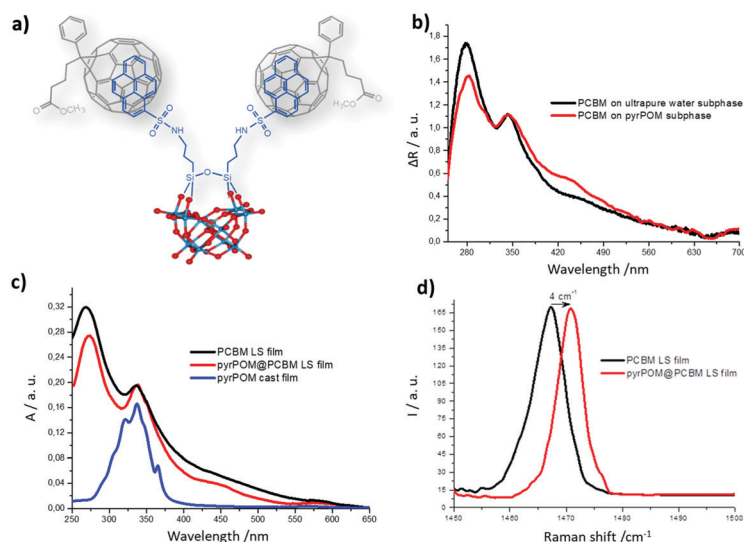 a)
CH₃
O
O
H₃CO
O
O
S
O
NH
O
S
O
HN
Si
O
Si
b)
1,8
1,6
1,4
1,2
1,0
0,8
0,6
0,4
0,2
0,0
ΔR / a. u.
PCBM on ultrapure water subphase
PCBM on pyrPOM subphase
280 350 420 490 560 630 700
Wavelength /nm
c)
0,32
0,28
0,24
0,20
0,16
0,12
0,08
0,04
0,00
A / a. u.
PCBM LS film
pyrPOM@PCBM LS film
pyrPOM cast film
250 300 350 400 450 500 550 600 650
Wavelength /nm
d)
4 cm⁻¹
165
150
135
120
105
90
75
60
45
30
15
0
I / a. u.
PCBM LS film
pyrPOM@PCBM LS film
1450 1460 1470 1480 1490 1500
Raman shift /cm⁻¹